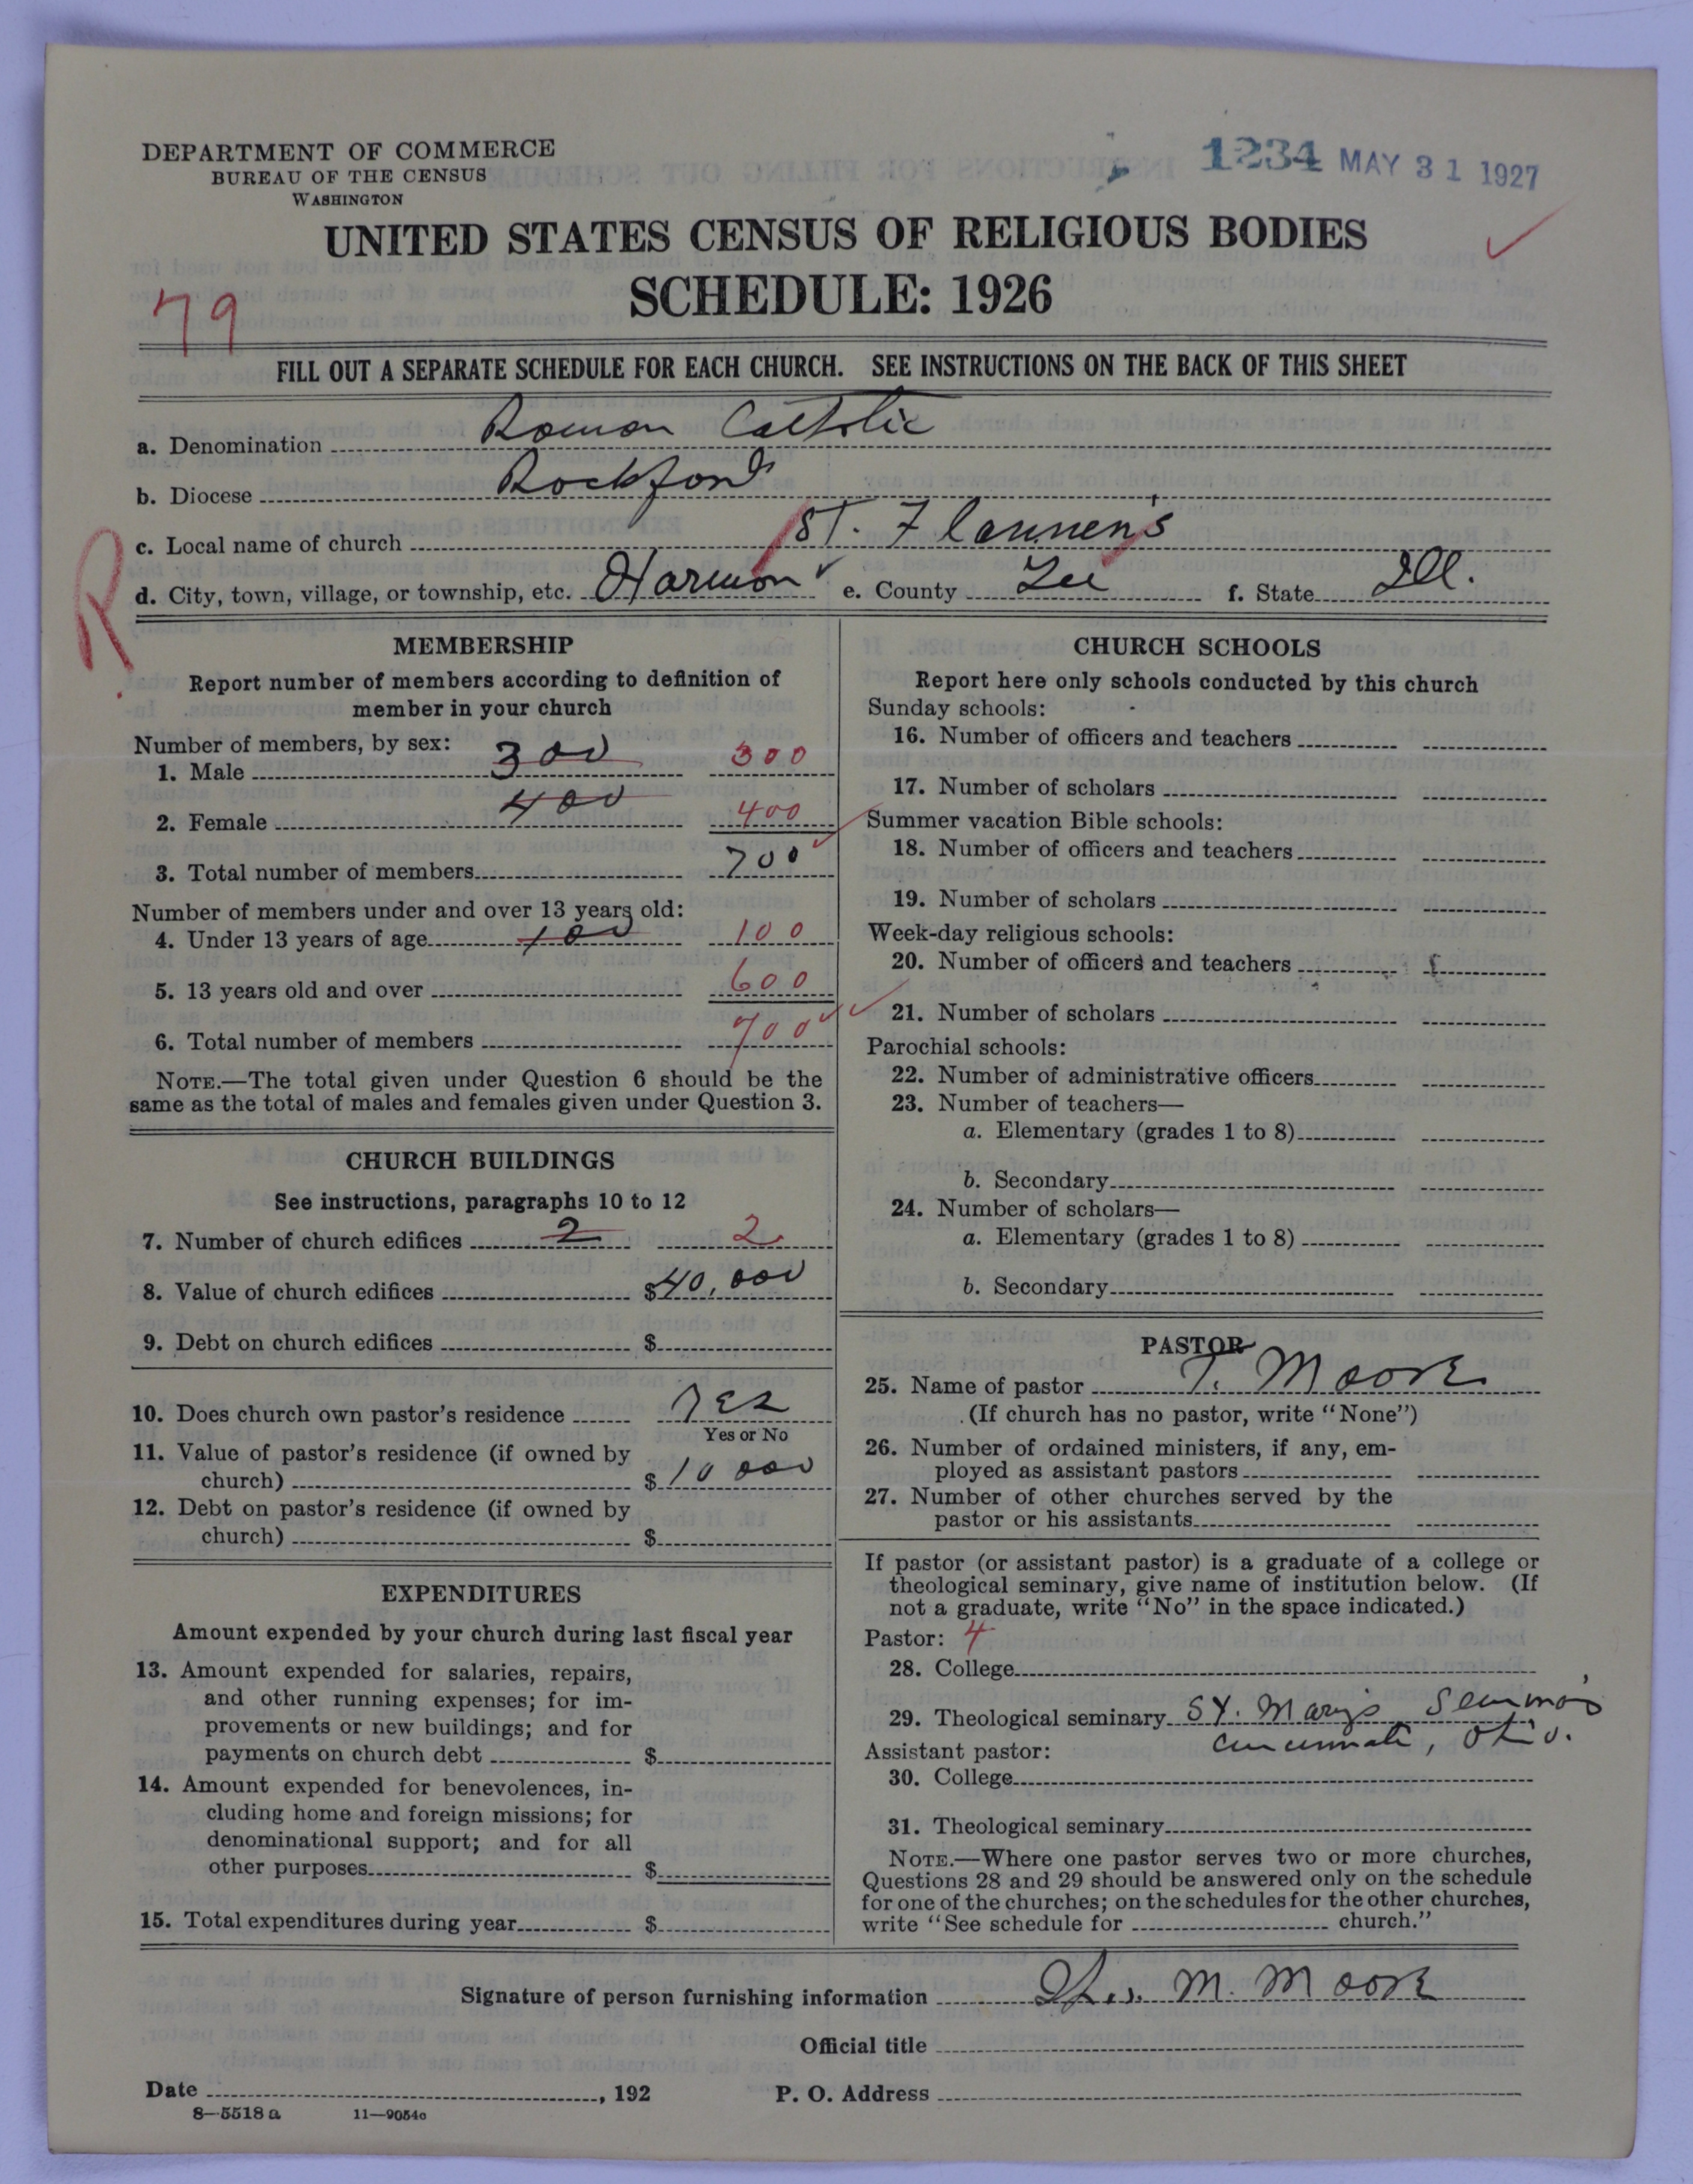 DEPARTMENT OF COMMERCE
BUREAU OF THE CENSUS
WASHINGTON
1234 MAY 31 1927
UNITED STATES CENSUS OF RELIGIOUS BODIES
SCHEDULE: 1926
79
FILL OUT A SEPARATE SCHEDULE FOR EACH CHURCH. SEE INSTRUCTIONS ON THE BACK OF THIS SHEET
a. Denomination Roman Catholic
b. Diocese Rockford
c. Local name of church ST. Flannen's
R
d. City, town, village, or township, etc. Harmon e. County Lee f. State Ill.
MEMBERSHIP
Report number of members according to definition of
member in your church
Number of members, by sex:
1. Male 300 300
2. Female 400 400
3. Total number of members 700
Number of members under and over 13 years old:
4. Under 13 years of age 100 100
5. 13 years old and over 600
6. Total number of members 700
NOTE.—The total given under Question 6 should be the
same as the total of males and females given under Question 3.
CHURCH BUILDINGS
See instructions, paragraphs 10 to 12
7. Number of church edifices 2 2
8. Value of church edifices $40,000
9. Debt on church edifices $
10. Does church own pastor's residence Yes
Yes or No
11. Value of pastor's residence (if owned by
church) $10 000
12. Debt on pastor's residence (if owned by
church) $
EXPENDITURES
Amount expended by your church during last fiscal year
13. Amount expended for salaries, repairs,
and other running expenses; for im-
provements or new buildings; and for
payments on church debt $
14. Amount expended for benevolences, in-
cluding home and foreign missions; for
denominational support; and for all
other purposes $
15. Total expenditures during year $
CHURCH SCHOOLS
Report here only schools conducted by this church
Sunday schools:
16. Number of officers and teachers
17. Number of scholars
Summer vacation Bible schools:
18. Number of officers and teachers
19. Number of scholars
Week-day religious schools:
20. Number of officers and teachers
21. Number of scholars
Parochial schools:
22. Number of administrative officers
23. Number of teachers—
a. Elementary (grades 1 to 8)
b. Secondary
24. Number of scholars—
a. Elementary (grades 1 to 8)
b. Secondary
PASTOR
25. Name of pastor T. Moore
(If church has no pastor, write "None")
26. Number of ordained ministers, if any, em-
ployed as assistant pastors
27. Number of other churches served by the
pastor or his assistants
If pastor (or assistant pastor) is a graduate of a college or
theological seminary, give name of institution below. (If
not a graduate, write "No" in the space indicated.)
Pastor: 4
28. College
29. Theological seminary St. Mary's
Assistant pastor: Cincinnati, Ohio.
30. College
31. Theological seminary
NOTE.—Where one pastor serves two or more churches,
Questions 28 and 29 should be answered only on the schedule
for one of the churches; on the schedules for the other churches,
write "See schedule for church."
Signature of person furnishing information M. Moore
Official title
Date , 192 P. O. Address
8—5518 a 11—9054c